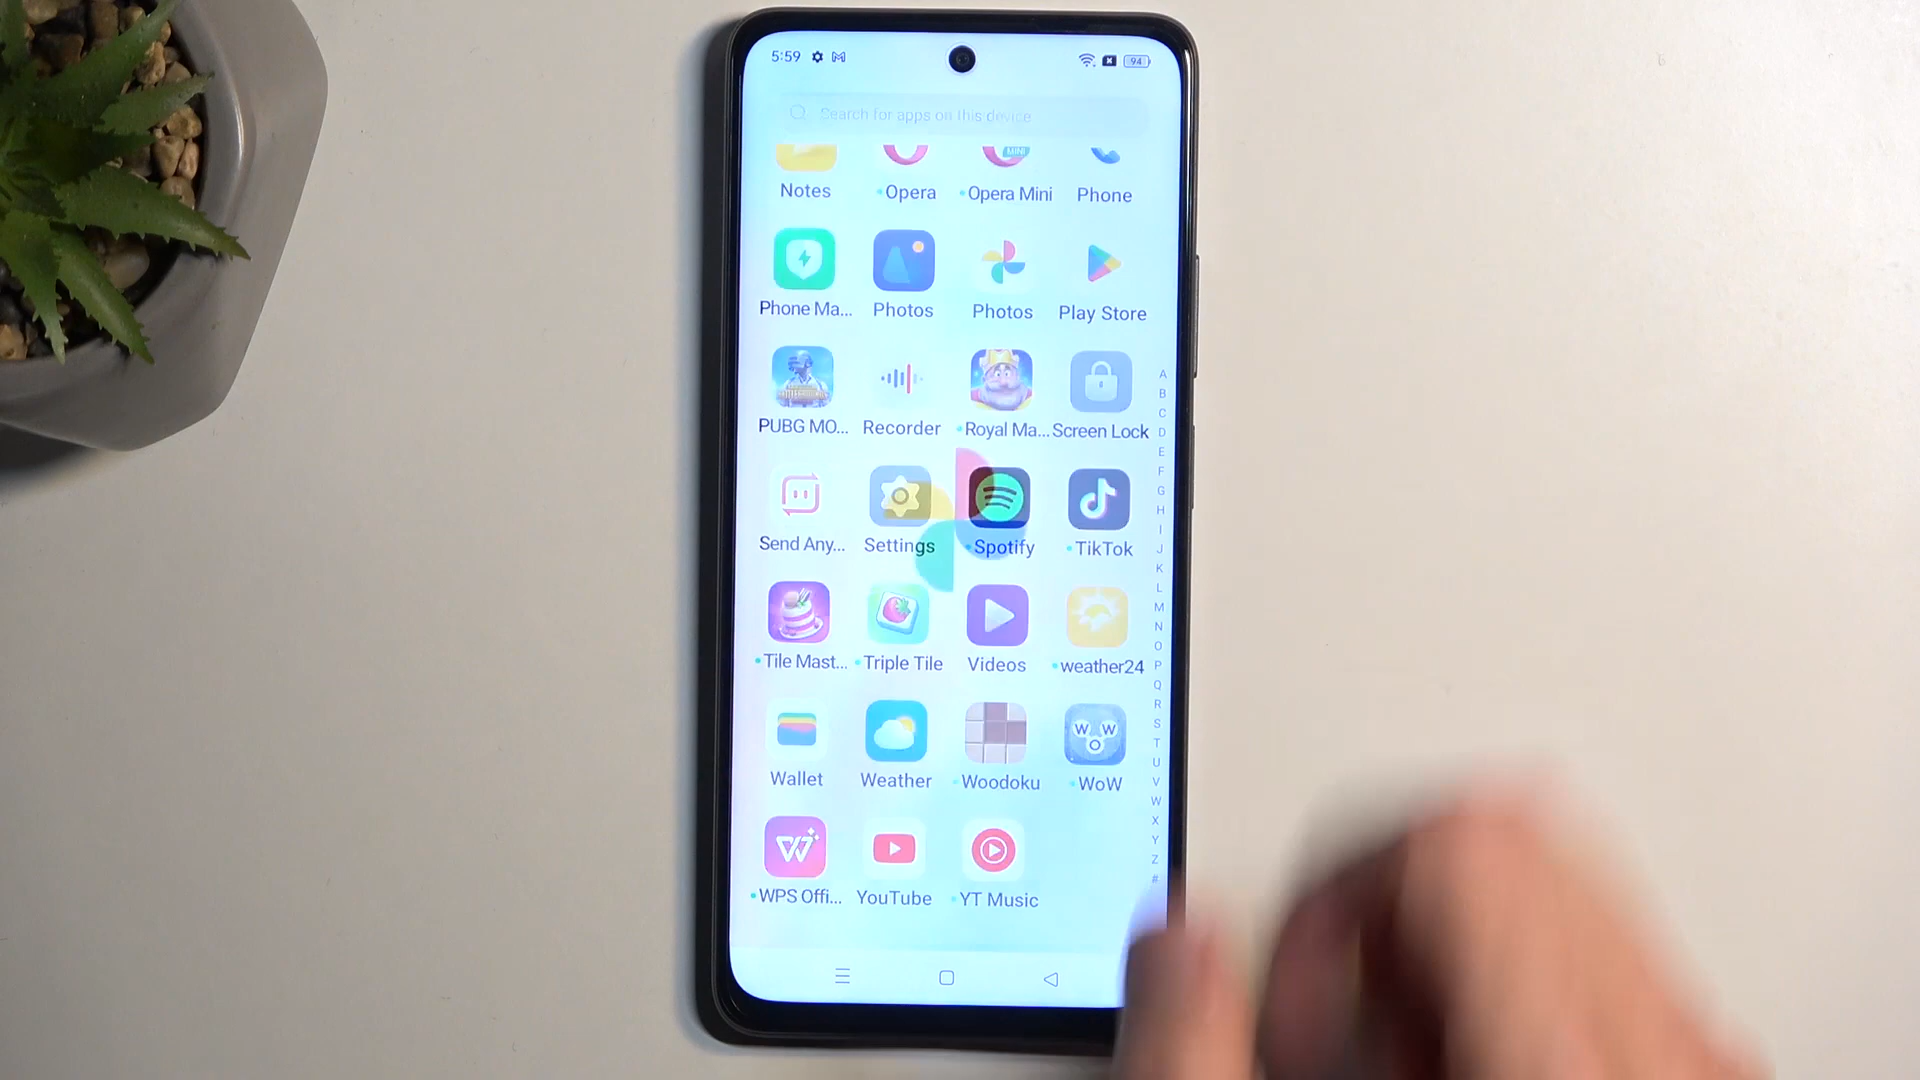 5:59 94
Search for apps on this device
Notes Opera Opera Mini Phone
MINI
Phone Ma... Photos Photos Play Store
PUBG MO... Recorder Royal Ma... Screen Lock
Send Any... Settings Spotify TikTok
Tile Mast... Triple Tile Videos weather24
Wallet Weather Woodoku WoW
W W O
WPS Offi... YouTube YT Music
A
B
C
D
E
F
G
H
I
J
K
L
M
N
O
P
Q
R
S
T
U
V
W
X
Y
Z
#